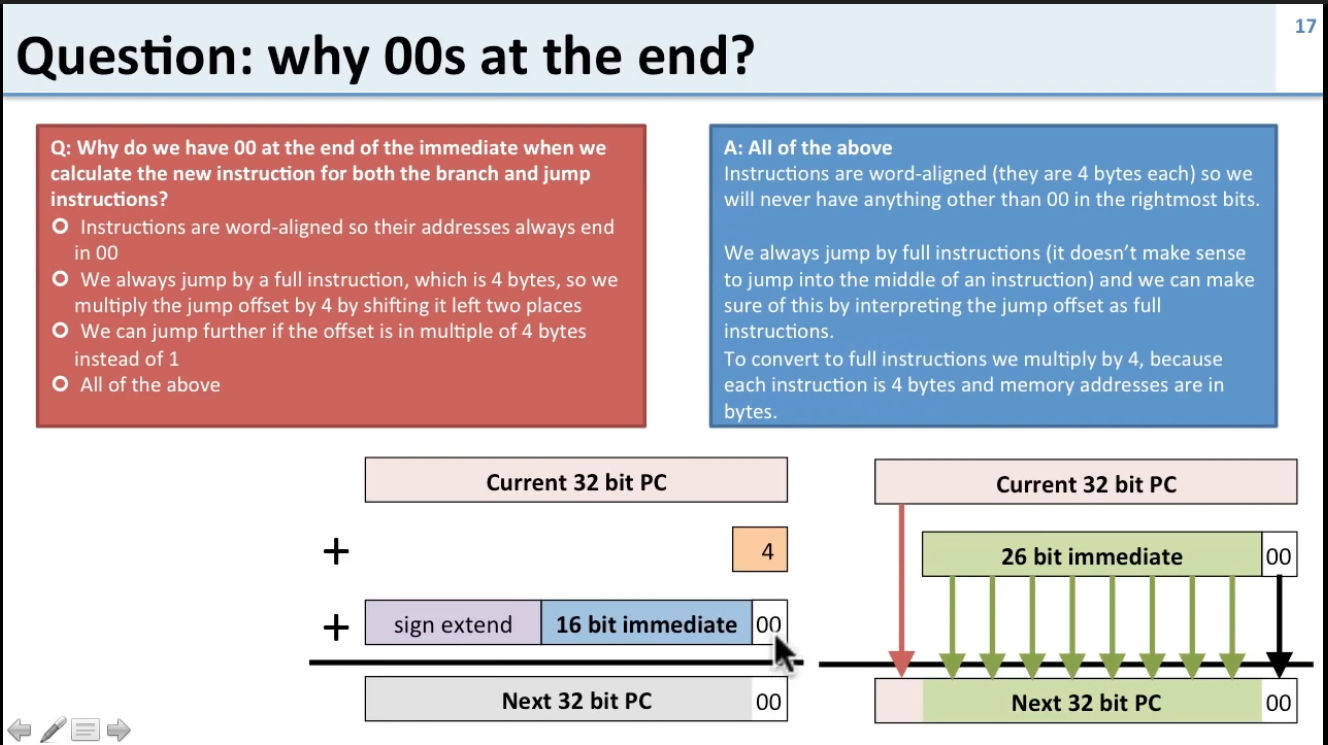 17
Question: why 00s at the end?
Q: Why do we have 00 at the end of the immediate when we
calculate the new instruction for both the branch and jump
instructions?
Instructions are word-aligned so their addresses always end
in 00
We always jump by a full instruction, which is 4 bytes, so we
multiply the jump offset by 4 by shifting it left two places
We can jump further if the offset is in multiple of 4 bytes
instead of 1
All of the above
A: All of the above
Instructions are word-aligned (they are 4 bytes each) so we
will never have anything other than 00 in the rightmost bits.
We always jump by full instructions (it doesn't make sense
to jump into the middle of an instruction) and we can make
sure of this by interpreting the jump offset as full
instructions.
To convert to full instructions we multiply by 4, because
each instruction is 4 bytes and memory addresses are in
bytes.
Current 32 bit PC
+ 4
+ sign extend 16 bit immediate 00
Next 32 bit PC 00
Current 32 bit PC
26 bit immediate 00
Next 32 bit PC 00